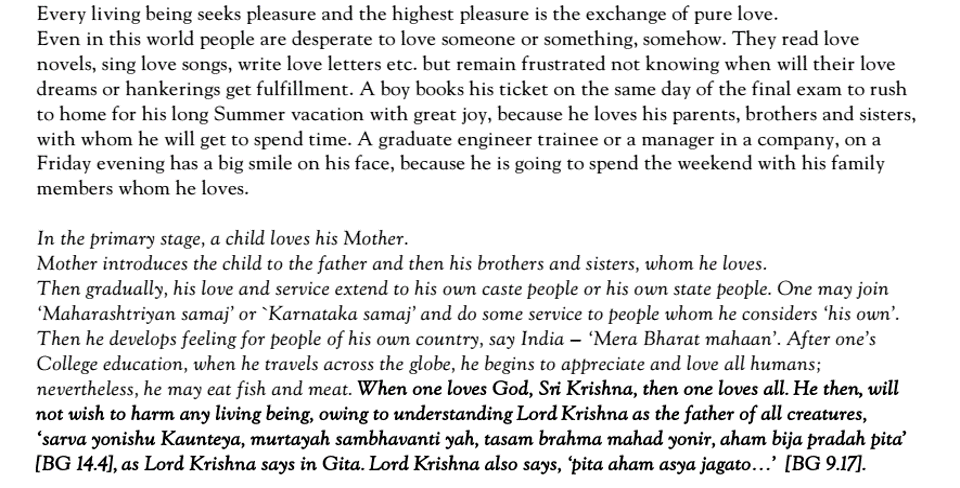 Every living being seeks pleasure and the highest pleasure is the exchange of pure love.
Even in this world people are desperate to love someone or something, somehow. They read love
novels, sing love songs, write love letters etc. but remain frustrated not knowing when will their love
dreams or hankerings get fulfillment. A boy books his ticket on the same day of the final exam to rush
to home for his long Summer vacation with great joy, because he loves his parents, brothers and sisters,
with whom he will get to spend time. A graduate engineer trainee or a manager in a company, on a
Friday evening has a big smile on his face, because he is going to spend the weekend with his family
members whom he loves.
In the primary stage, a child loves his Mother.
Mother introduces the child to the father and then his brothers and sisters, whom he loves.
Then gradually, his love and service extend to his own caste people or his own state people. One may join
‘Maharashtriyan samaj’ or `Karnataka samaj’ and do some service to people whom he considers ‘his own’.
Then he develops feeling for people of his own country, say India – ‘Mera Bharat mahaan’. After one’s
College education, when he travels across the globe, he begins to appreciate and love all humans;
nevertheless, he may eat fish and meat. When one loves God, Sri Krishna, then one loves all. He then, will
not wish to harm any living being, owing to understanding Lord Krishna as the father of all creatures,
‘sarva yonishu Kaunteya, murtayah sambhavanti yah, tasam brahma mahad yonir, aham bija pradah pita’
[BG 14.4], as Lord Krishna says in Gita. Lord Krishna also says, ‘pita aham asya jagato…’ [BG 9.17].